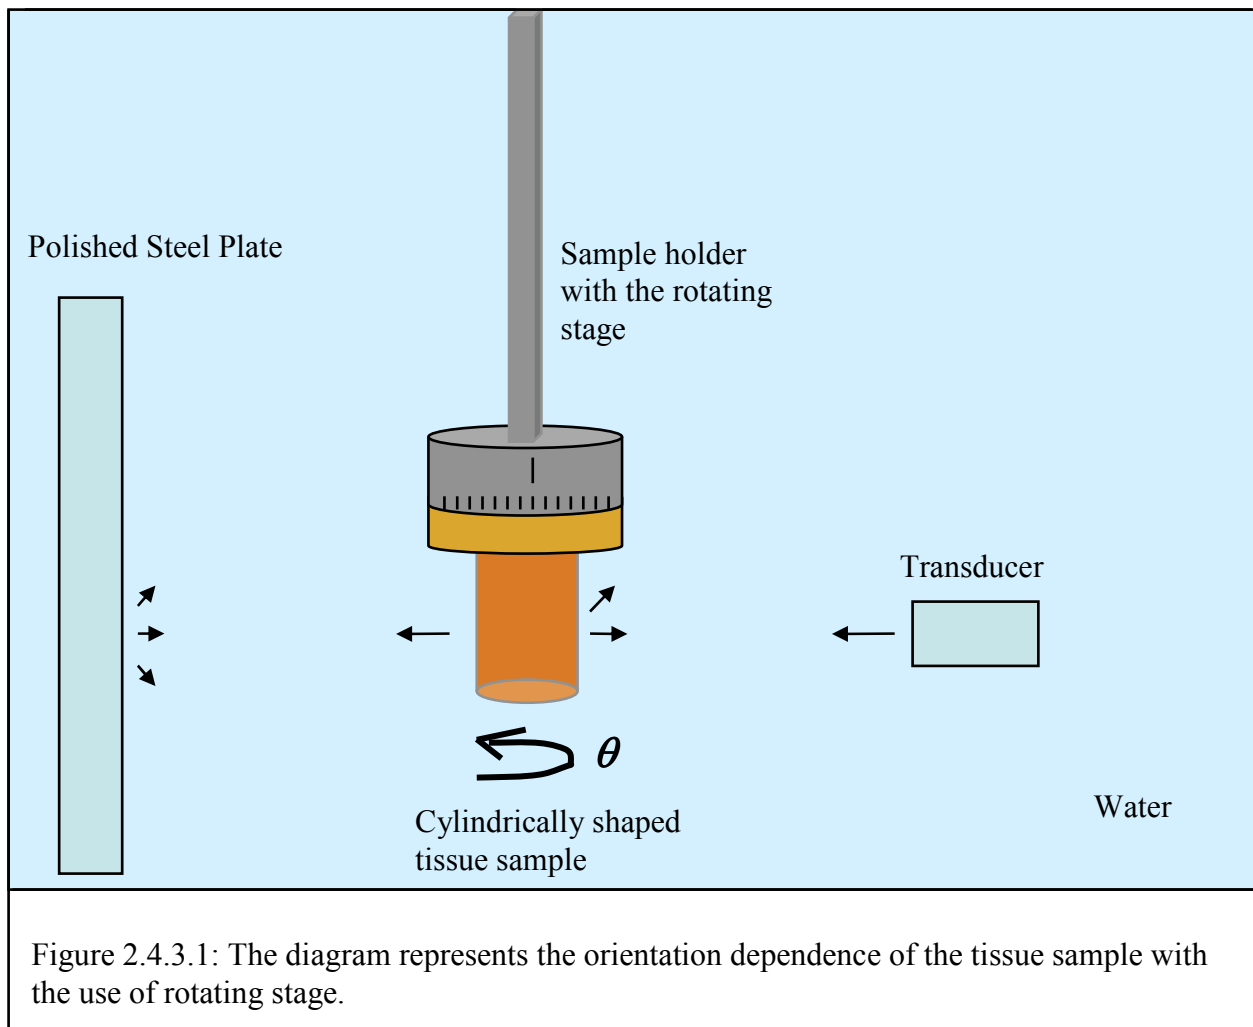 Polished Steel Plate
Sample holder
with the rotating
stage
Transducer
θ
Cylindrically shaped
tissue sample
Water
Figure 2.4.3.1: The diagram represents the orientation dependence of the tissue sample with
the use of rotating stage.